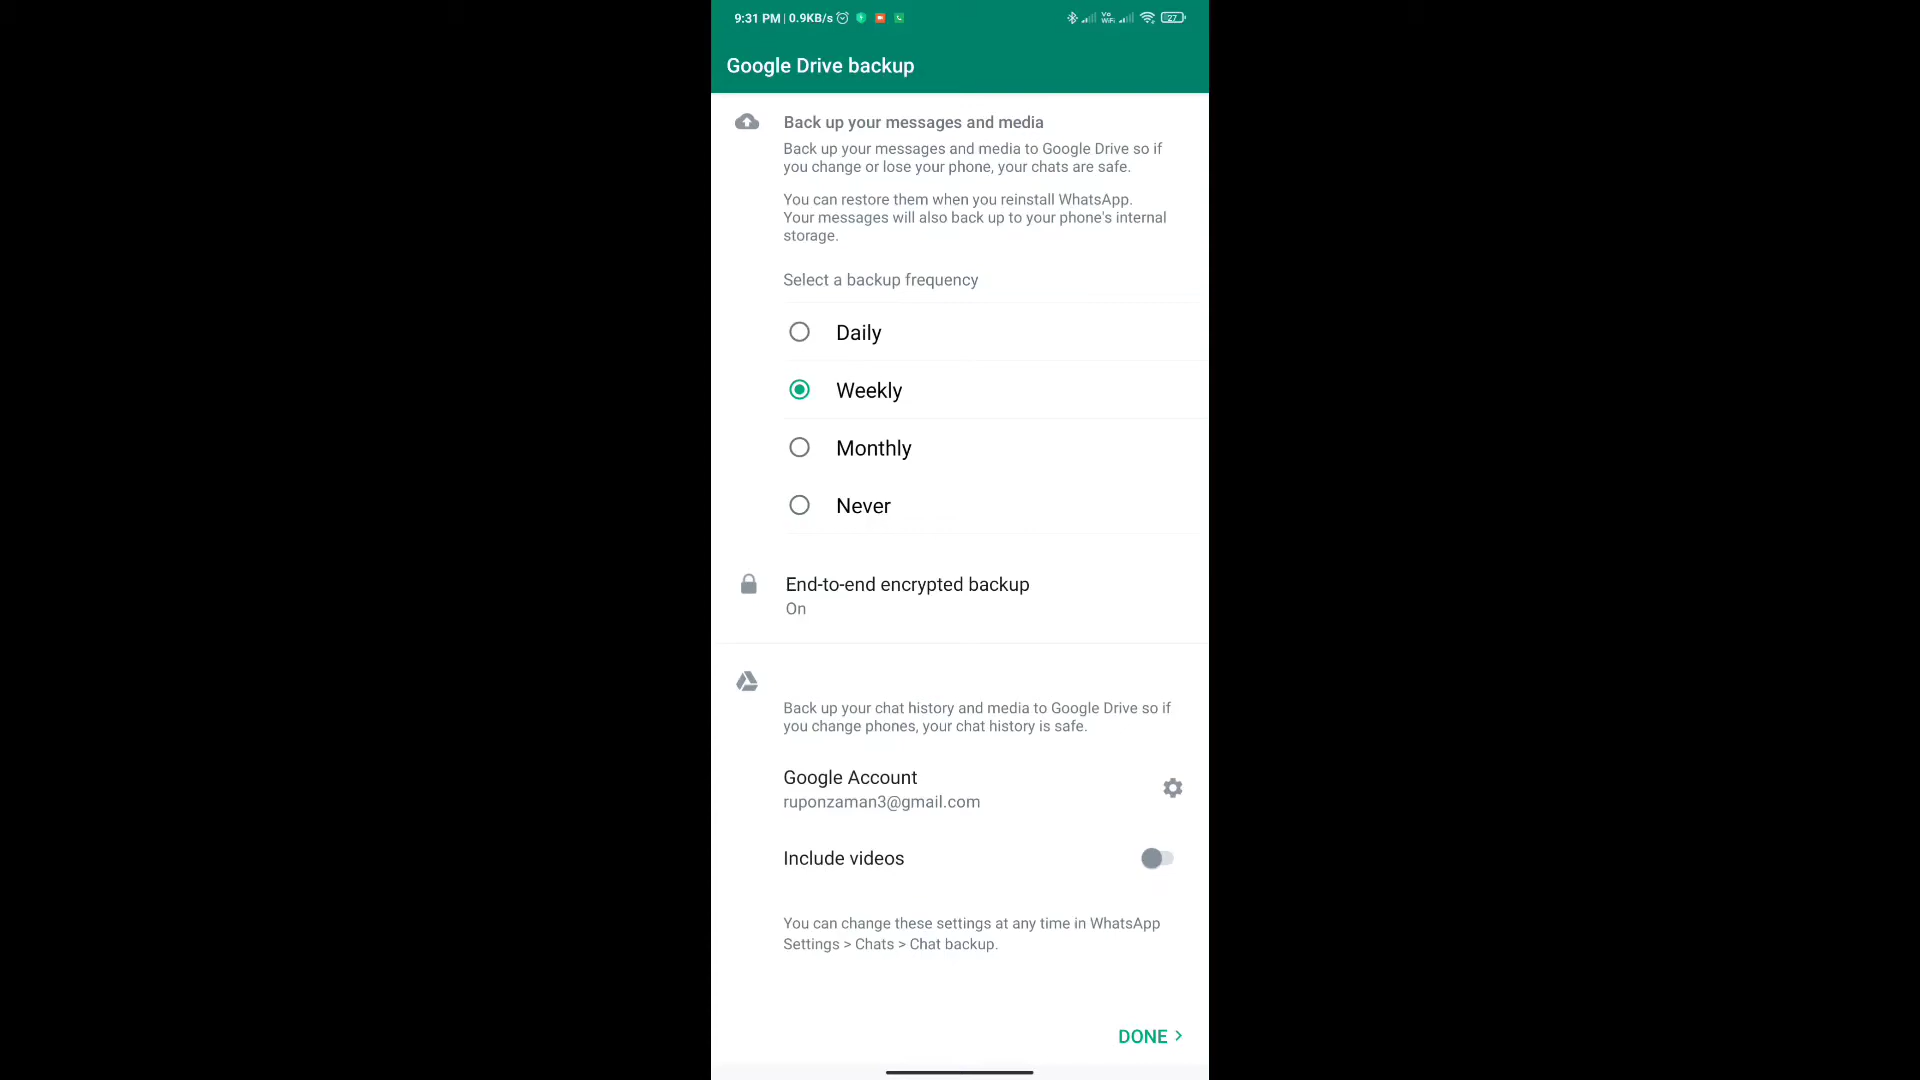 9:31 PM | 0.9KB/s
Vo
WiFi
27
Google Drive backup
Back up your messages and media
Back up your messages and media to Google Drive so if
you change or lose your phone, your chats are safe.
You can restore them when you reinstall WhatsApp.
Your messages will also back up to your phone's internal
storage.
Select a backup frequency
Daily
Weekly
Monthly
Never
End-to-end encrypted backup
On
Back up your chat history and media to Google Drive so if
you change phones, your chat history is safe.
Google Account
ruponzaman3@gmail.com
Include videos
You can change these settings at any time in WhatsApp
Settings > Chats > Chat backup.
DONE >